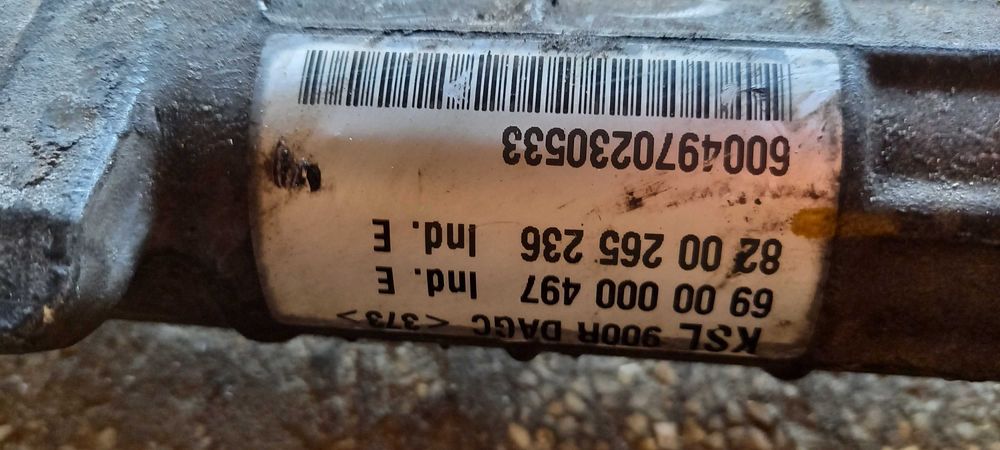 KSL 900R DAGC <373>
69 00 000 497 Ind. E
82 00 265 236 Ind. E
6004970230533